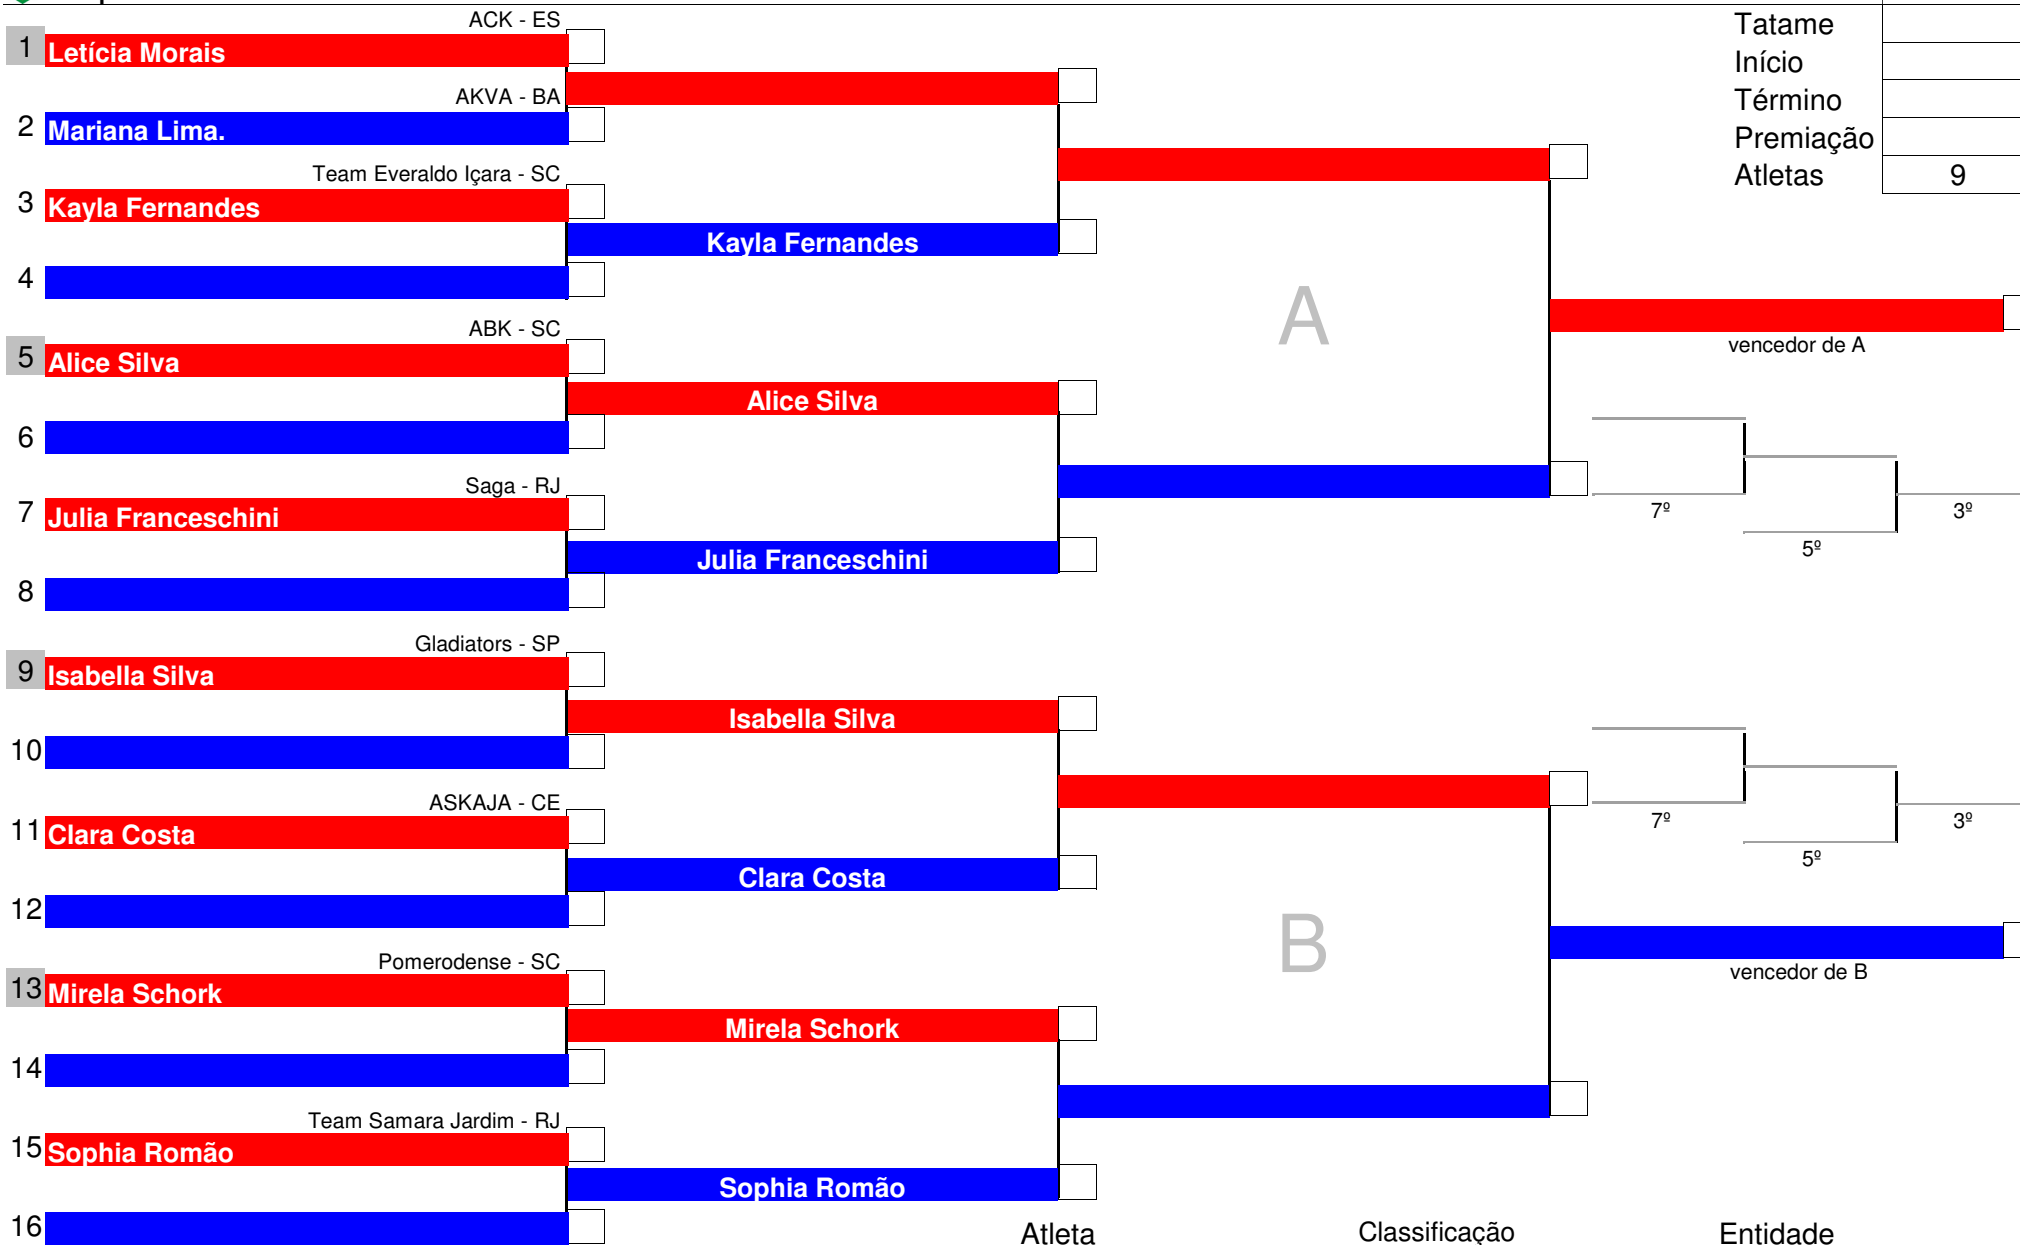 ACK - ES
1 Letícia Morais
AKVA - BA
2 Mariana Lima.
Team Everaldo Içara - SC
3 Kayla Fernandes
Kayla Fernandes
4
ABK - SC
5 Alice Silva
Alice Silva
6
Saga - RJ
7 Julia Franceschini
Julia Franceschini
8
Gladiators - SP
9 Isabella Silva
Isabella Silva
10
ASKAJA - CE
11 Clara Costa
Clara Costa
12
Pomerodense - SC
13 Mirela Schork
Mirela Schork
14
Team Samara Jardim - RJ
15 Sophia Romão
Sophia Romão
16
A
B
Tatame
Início
Término
Premiação
Atletas 9
vencedor de A
7º
3º
5º
7º
3º
5º
vencedor de B
Atleta Classificação Entidade